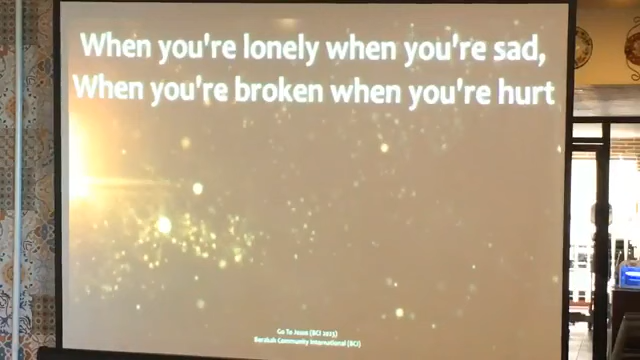 When you're lonely when you're sad,
When you're broken when you're hurt
Go To Jesus (BCI 2025)
Barakah Community International (BCI)